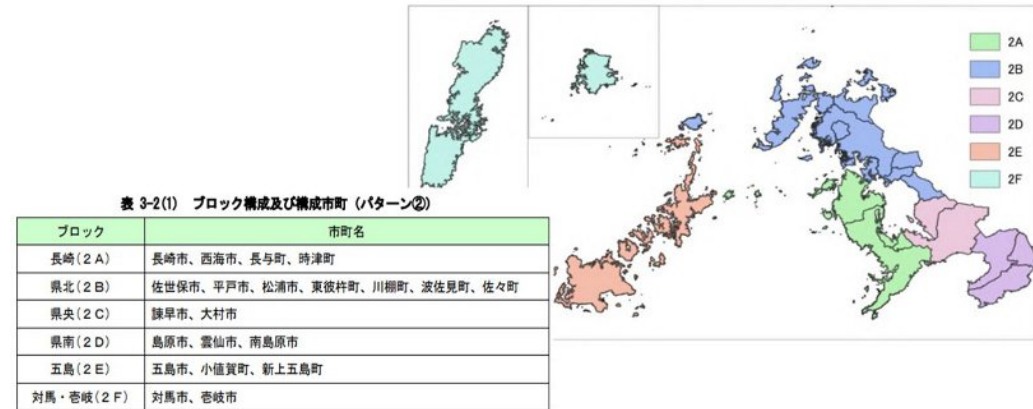 2A
2B
2C
2D
2E
2F
表 3-2(1) ブロック構成及び構成市町（パターン②）
ブロック 市町名
長崎(２Ａ) 長崎市、西海市、長与町、時津町
県北(２Ｂ) 佐世保市、平戸市、松浦市、東彼杵町、川棚町、波佐見町、佐々町
県央(２Ｃ) 諫早市、大村市
県南(２Ｄ) 島原市、雲仙市、南島原市
五島(２Ｅ) 五島市、小値賀町、新上五島町
対馬・壱岐(２Ｆ) 対馬市、壱岐市